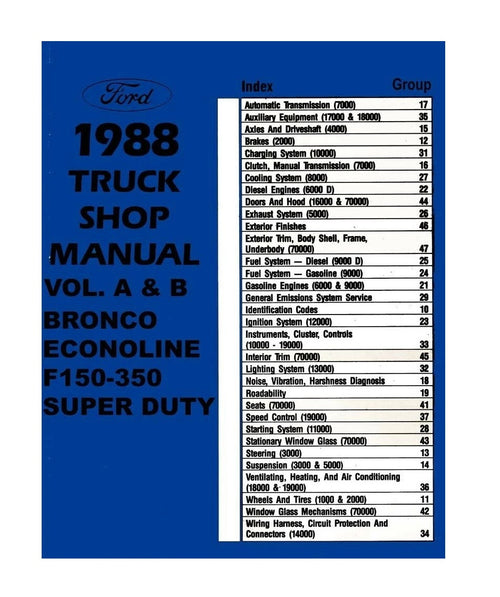 Ford
1988
TRUCK
SHOP
MANUAL
VOL. A & B
BRONCO
ECONOLINE
F150-350
SUPER DUTY
Index Group
Automatic Transmission (7000) 17
Auxiliary Equipment (17000 & 18000) 35
Axles And Driveshaft (4000) 15
Brakes (2000) 12
Charging System (10000) 31
Clutch, Manual Transmission (7000) 16
Cooling System (8000) 27
Diesel Engines (6000 D) 22
Doors And Hood (16000 & 70000) 44
Exhaust System (5000) 26
Exterior Finishes 46
Exterior Trim, Body Shell, Frame,
Underbody (70000) 47
Fuel System — Diesel (9000 D) 25
Fuel System — Gasoline (9000) 24
Gasoline Engines (6000 & 9000) 21
General Emissions System Service 29
Identification Codes 10
Ignition System (12000) 23
Instruments, Cluster, Controls
(10000 - 19000) 33
Interior Trim (70000) 45
Lighting System (13000) 32
Noise, Vibration, Harshness Diagnosis 18
Roadability 19
Seats (70000) 41
Speed Control (19000) 37
Starting System (11000) 28
Stationary Window Glass (70000) 43
Steering (3000) 13
Suspension (3000 & 5000) 14
Ventilating, Heating, And Air Conditioning
(18000 & 19000) 36
Wheels And Tires (1000 & 2000) 11
Window Glass Mechanisms (70000) 42
Wiring Harness, Circuit Protection And
Connectors (14000) 34